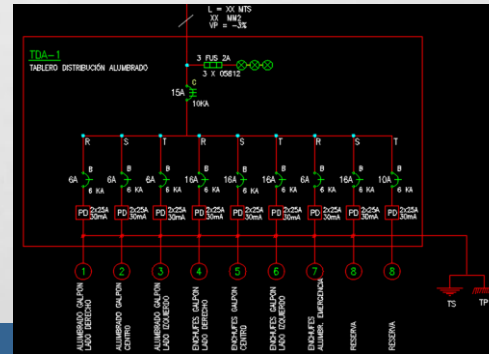 L = XX MTS
XX MM2
VP = -3%
TDA-1
TABLERO DISTRIBUCIÓN ALUMBRADO
3 FUS 2A
3 X 05812
C
15A
10KA
R S T R S T R S T
B B B B B B B B B
6A 6A 6A 16A 16A 16A 6A 16A 10A
6 KA 6 KA 6 KA 6 KA 6 KA 6 KA 6 KA 6 KA 6 KA
PD 2x25A 30mA PD 2x25A 30mA PD 2x25A 30mA PD 2x25A 30mA PD 2x25A 30mA PD 2x25A 30mA PD 2x25A 30mA PD 2x25A 30mA PD 2x25A 30mA
1 2 3 4 5 6 7 8 8
TS TP
ALUMBRADO GALPON
LADO DERECHO
ALUMBRADO GALPON
CENTRO
ALUMBRADO GALPON
LADO IZQUIERDO
ENCHUFES GALPON
LADO DERECHO
ENCHUFES GALPON
CENTRO
ENCHUFES GALPON
LADO IZQUIERDO
ENCHUFES
ALUMBR. EMERGENCIA
RESERVA
RESERVA